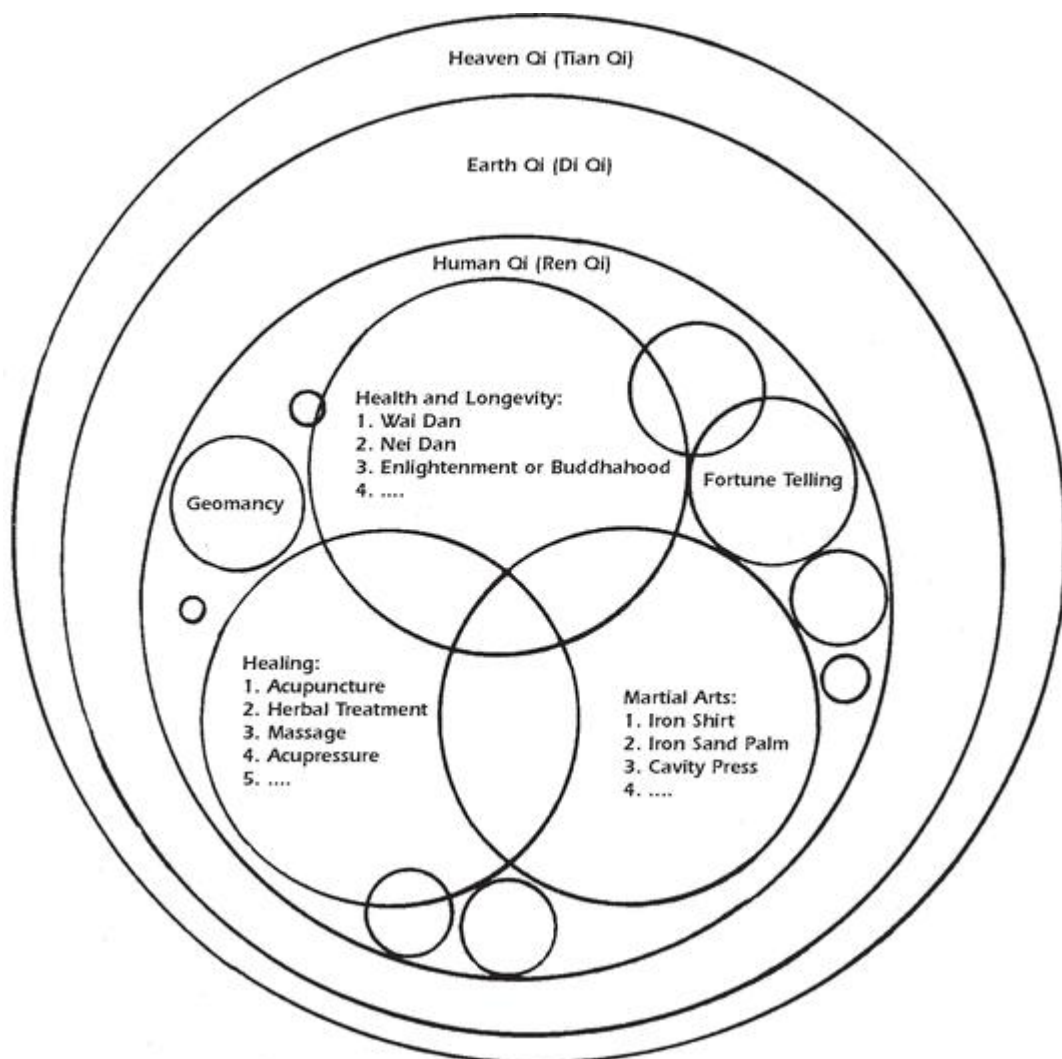 Heaven Qi (Tian Qi)
Earth Qi (Di Qi)
Human Qi (Ren Qi)
Health and Longevity:
1. Wai Dan
2. Nei Dan
3. Enlightenment or Buddhahood
4. ....
Geomancy
Fortune Telling
Healing:
1. Acupuncture
2. Herbal Treatment
3. Massage
4. Acupressure
5. ....
Martial Arts:
1. Iron Shirt
2. Iron Sand Palm
3. Cavity Press
4. ....